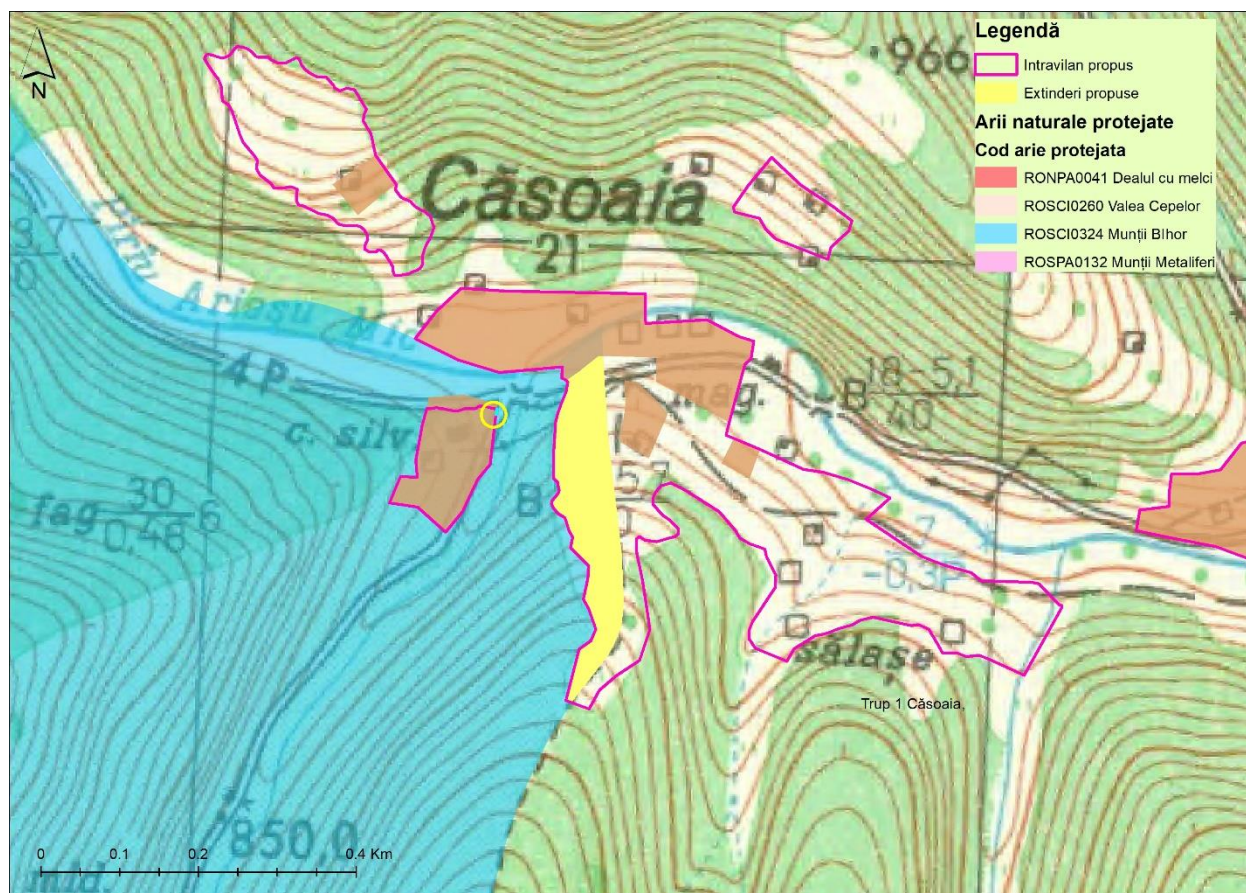 Legendă
Intravilan propus
Extinderi propuse
Arii naturale protejate
Cod arie protejata
RONPA0041 Dealul cu melci
ROSCI0260 Valea Cepelor
ROSCI0324 Munții BIhor
ROSPA0132 Munții Metaliferi
N
966
Căsoaia
21
Arieșu Mic
4 P
mag.
B 18 5,1
40
c. silv
fag 30
0,48 6
B
5,7
-0,3P
sălașe
Trup 1 Căsoaia,
850,0
0 0.1 0.2 0.4 Km